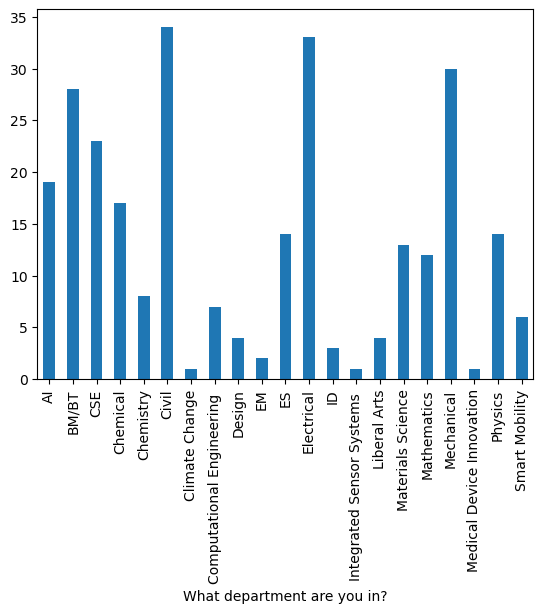 35
30
25
20
15
10
5
0
AI
BM/BT
CSE
Chemical
Chemistry
Civil
Climate Change
Computational Engineering
Design
EM
ES
Electrical
ID
Integrated Sensor Systems
Liberal Arts
Materials Science
Mathematics
Mechanical
Medical Device Innovation
Physics
Smart Mobility
What department are you in?